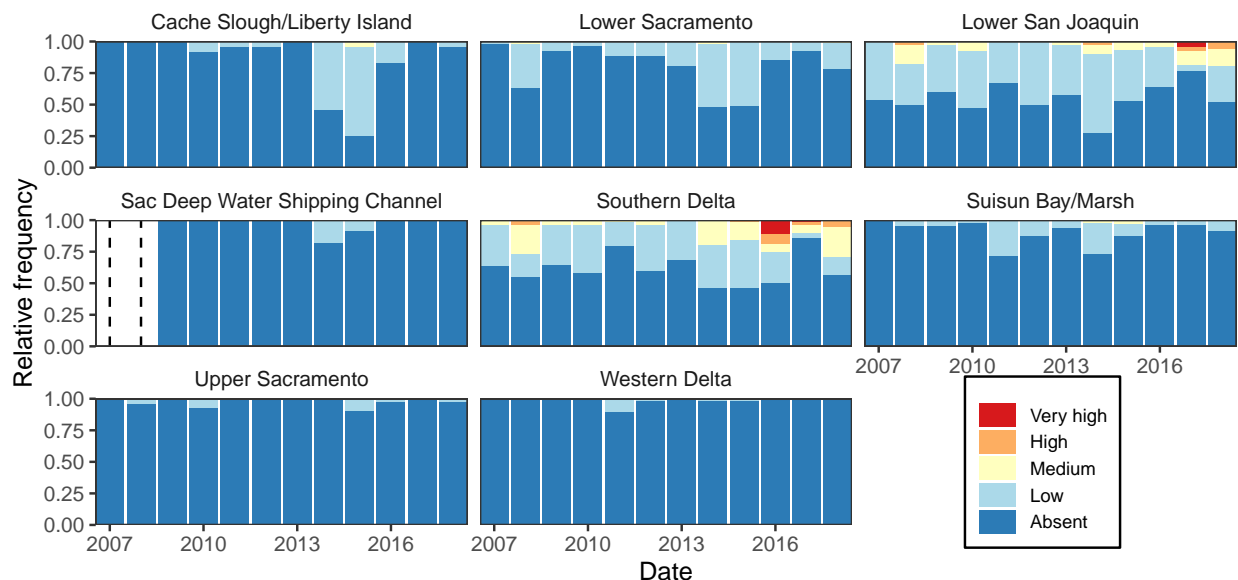 Cache Slough/Liberty Island
Lower Sacramento
Lower San Joaquin
1.00
0.75
0.50
0.25
0.00
Sac Deep Water Shipping Channel
Southern Delta
Suisun Bay/Marsh
1.00
0.75
0.50
0.25
0.00
2007 2010 2013 2016
Upper Sacramento
Western Delta
1.00
0.75
0.50
0.25
0.00
2007 2010 2013 2016
2007 2010 2013 2016
Relative frequency
Date
Very high
High
Medium
Low
Absent